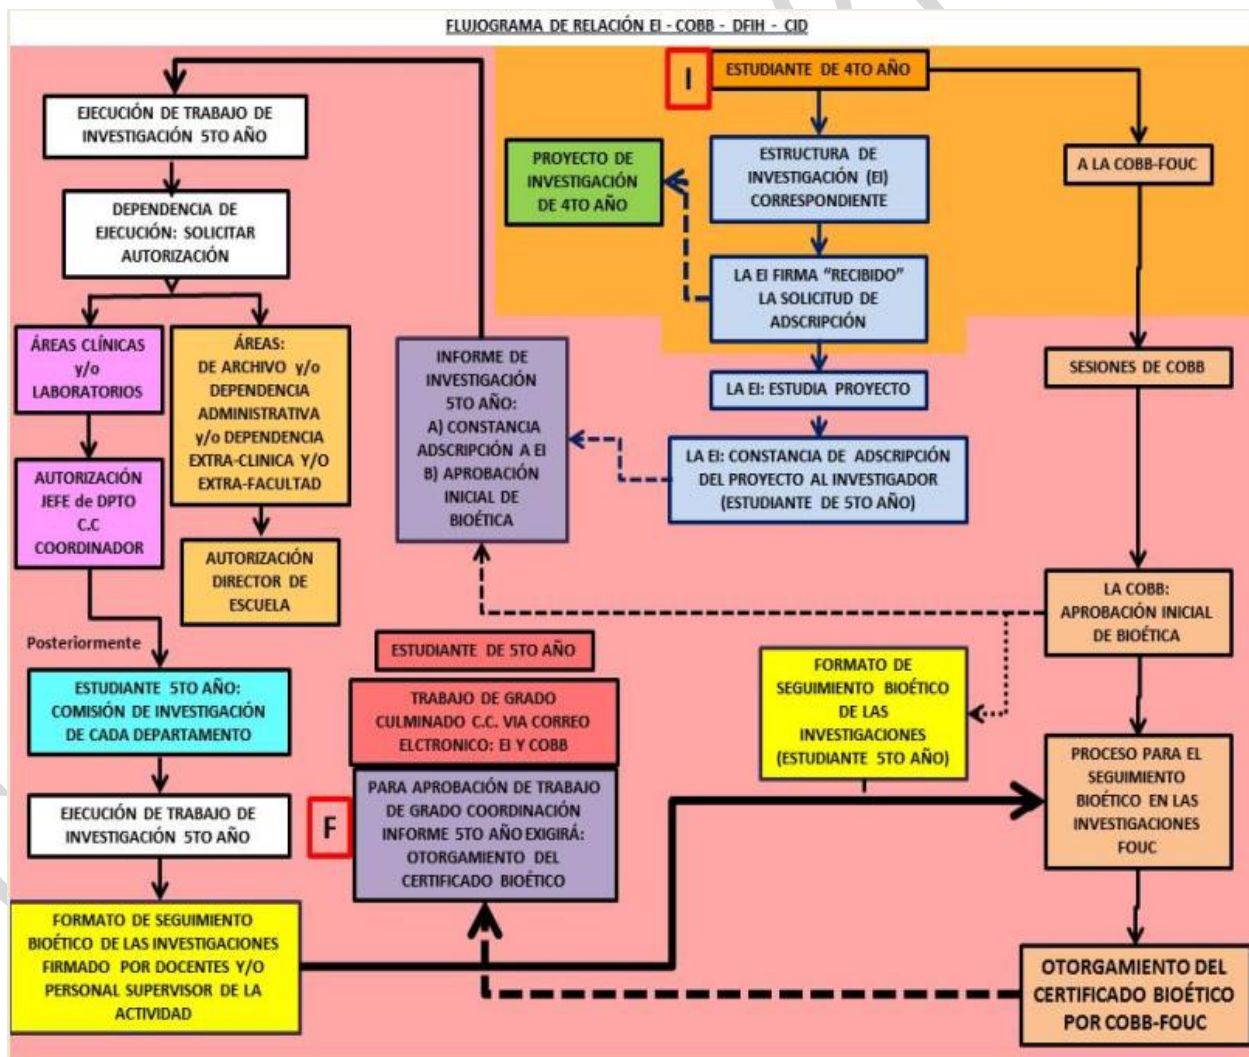 FLUJOGRAMA DE RELACIÓN EI - COBB - DFIH - CID
I
ESTUDIANTE DE 4TO AÑO
EJECUCIÓN DE TRABAJO DE
INVESTIGACIÓN 5TO AÑO
PROYECTO DE
INVESTIGACIÓN
DE 4TO AÑO
ESTRUCTURA DE
INVESTIGACIÓN (EI)
CORRESPONDIENTE
A LA COBB-FOUC
DEPENDENCIA DE
EJECUCIÓN: SOLICITAR
AUTORIZACIÓN
LA EI FIRMA “RECIBIDO”
LA SOLICITUD DE
ADSCRIPCIÓN
ÁREAS CLÍNICAS
y/o
LABORATORIOS
ÁREAS:
DE ARCHIVO y/o
DEPENDENCIA
ADMINISTRATIVA
y/o DEPENDENCIA
EXTRA-CLINICA Y/O
EXTRA-FACULTAD
INFORME DE
INVESTIGACIÓN
5TO AÑO:
A) CONSTANCIA
ADSCRIPCIÓN A EI
B) APROBACIÓN
INICIAL DE
BIOÉTICA
LA EI: ESTUDIA PROYECTO
SESIONES DE COBB
LA EI: CONSTANCIA DE ADSCRIPCIÓN
DEL PROYECTO AL INVESTIGADOR
(ESTUDIANTE DE 5TO AÑO)
AUTORIZACIÓN
JEFE de DPTO
C.C
COORDINADOR
AUTORIZACIÓN
DIRECTOR DE
ESCUELA
LA COBB:
APROBACIÓN INICIAL
DE BIOÉTICA
Posteriormente
ESTUDIANTE DE 5TO AÑO
ESTUDIANTE 5TO AÑO:
COMISIÓN DE INVESTIGACIÓN
DE CADA DEPARTAMENTO
TRABAJO DE GRADO
CULMINADO C.C. VIA CORREO
ELCTRONICO: EI Y COBB
FORMATO DE
SEGUIMIENTO BIOÉTICO
DE LAS
INVESTIGACIONES
(ESTUDIANTE 5TO AÑO)
PROCESO PARA EL
SEGUIMIENTO
BIOÉTICO EN LAS
INVESTIGACIONES
FOUC
EJECUCIÓN DE TRABAJO DE
INVESTIGACIÓN 5TO AÑO
F
PARA APROBACIÓN DE TRABAJO
DE GRADO COORDINACIÓN
INFORME 5TO AÑO EXIGIRÁ:
OTORGAMIENTO DEL
CERTIFICADO BIOÉTICO
FORMATO DE SEGUIMIENTO
BIOÉTICO DE LAS INVESTIGACIONES
FIRMADO POR DOCENTES Y/O
PERSONAL SUPERVISOR DE LA
ACTIVIDAD
OTORGAMIENTO DEL
CERTIFICADO BIOÉTICO
POR COBB-FOUC